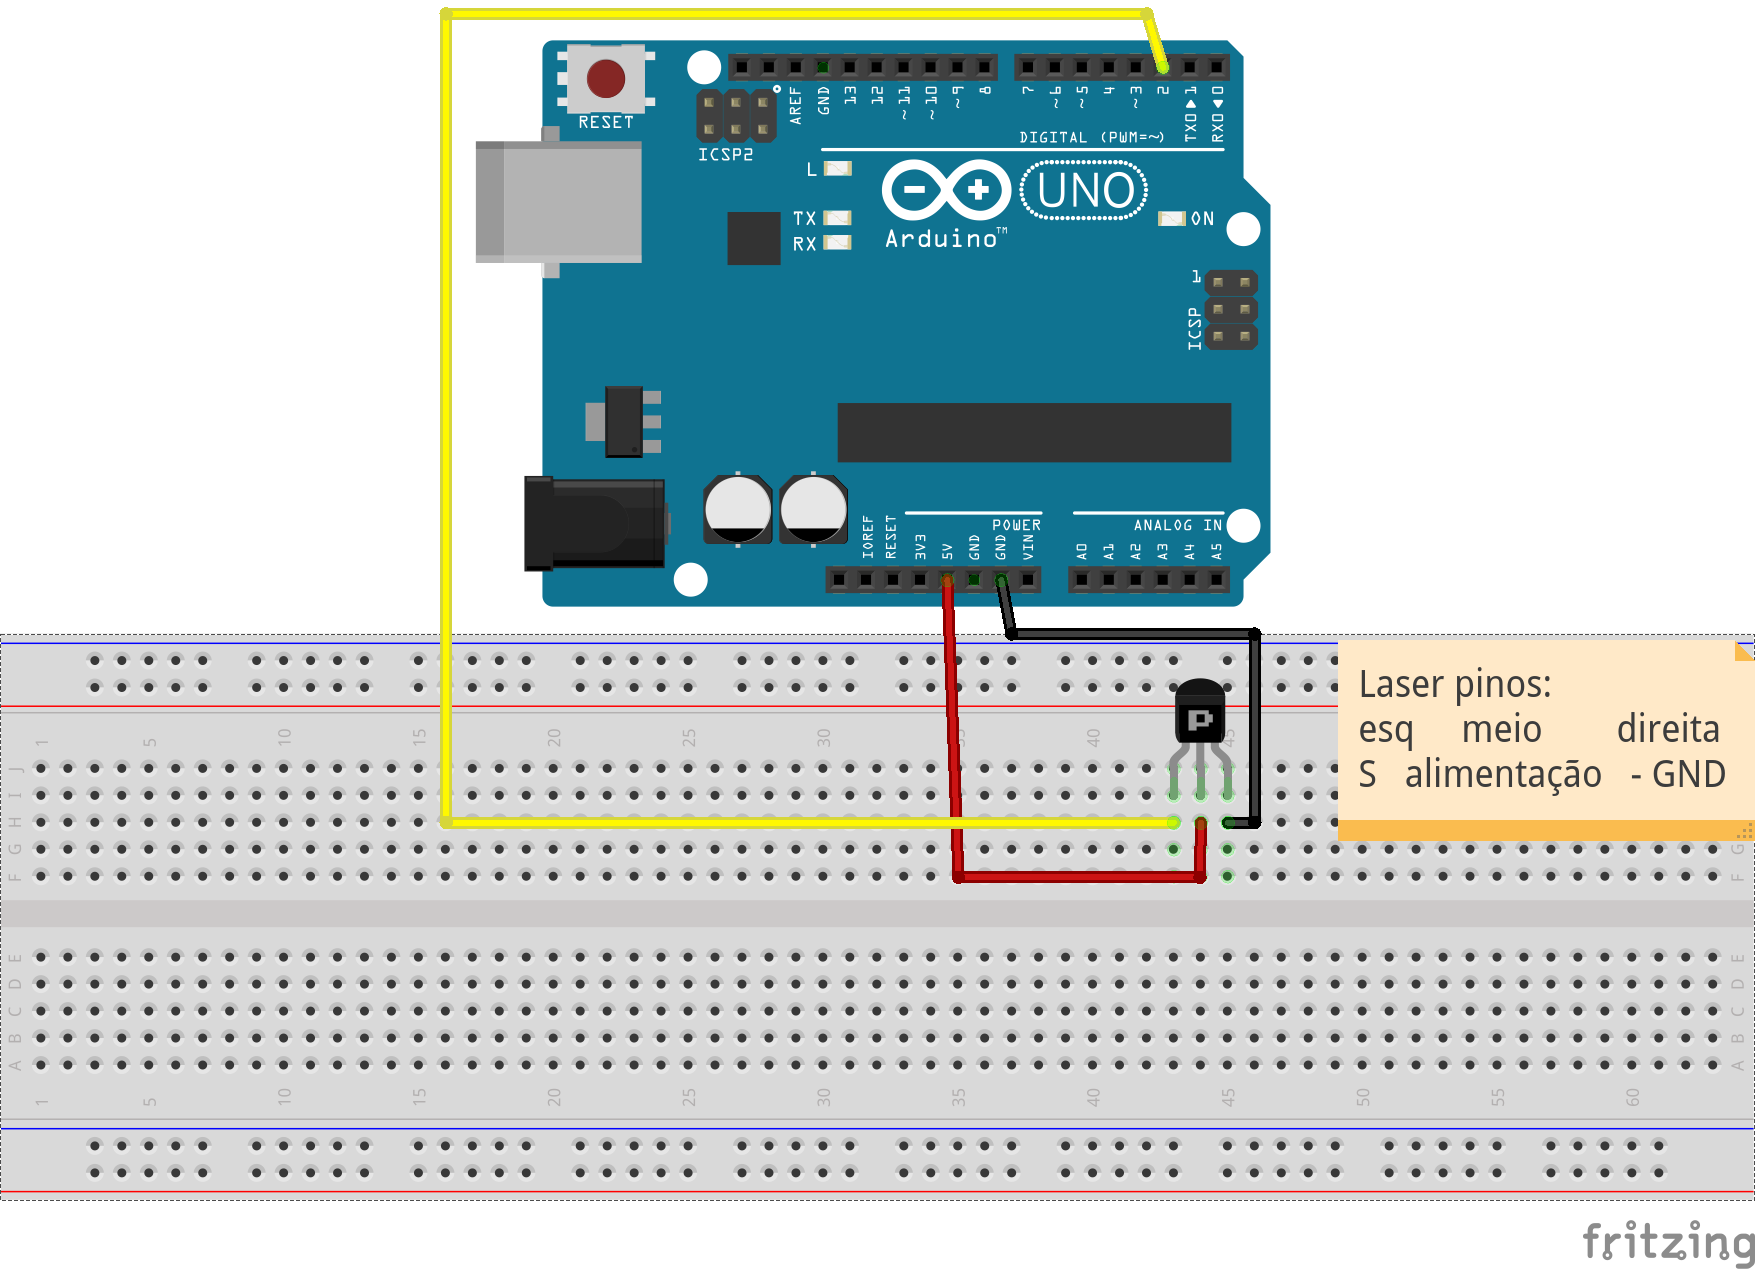 RESET
ICSP2
AREF
GND
13
12
~11
~10
~9
8
7
~6
~5
4
~3
2
TX0▶1
RX0◀0
DIGITAL (PWM=~)
L
TX
RX
UNO
Arduino™
ON
1
ICSP
IOREF
RESET
3V3
5V
GND
GND
VIN
POWER
ANALOG IN
A0
A1
A2
A3
A4
A5
Laser pinos:
esq meio direita
S alimentação - GND
P
1 5 10 15 20 25 30 35 40 45
J
I
H
G G
F F
E E
D D
C C
B B
A A
1 5 10 15 20 25 30 35 40 45 50 55 60
fritzing